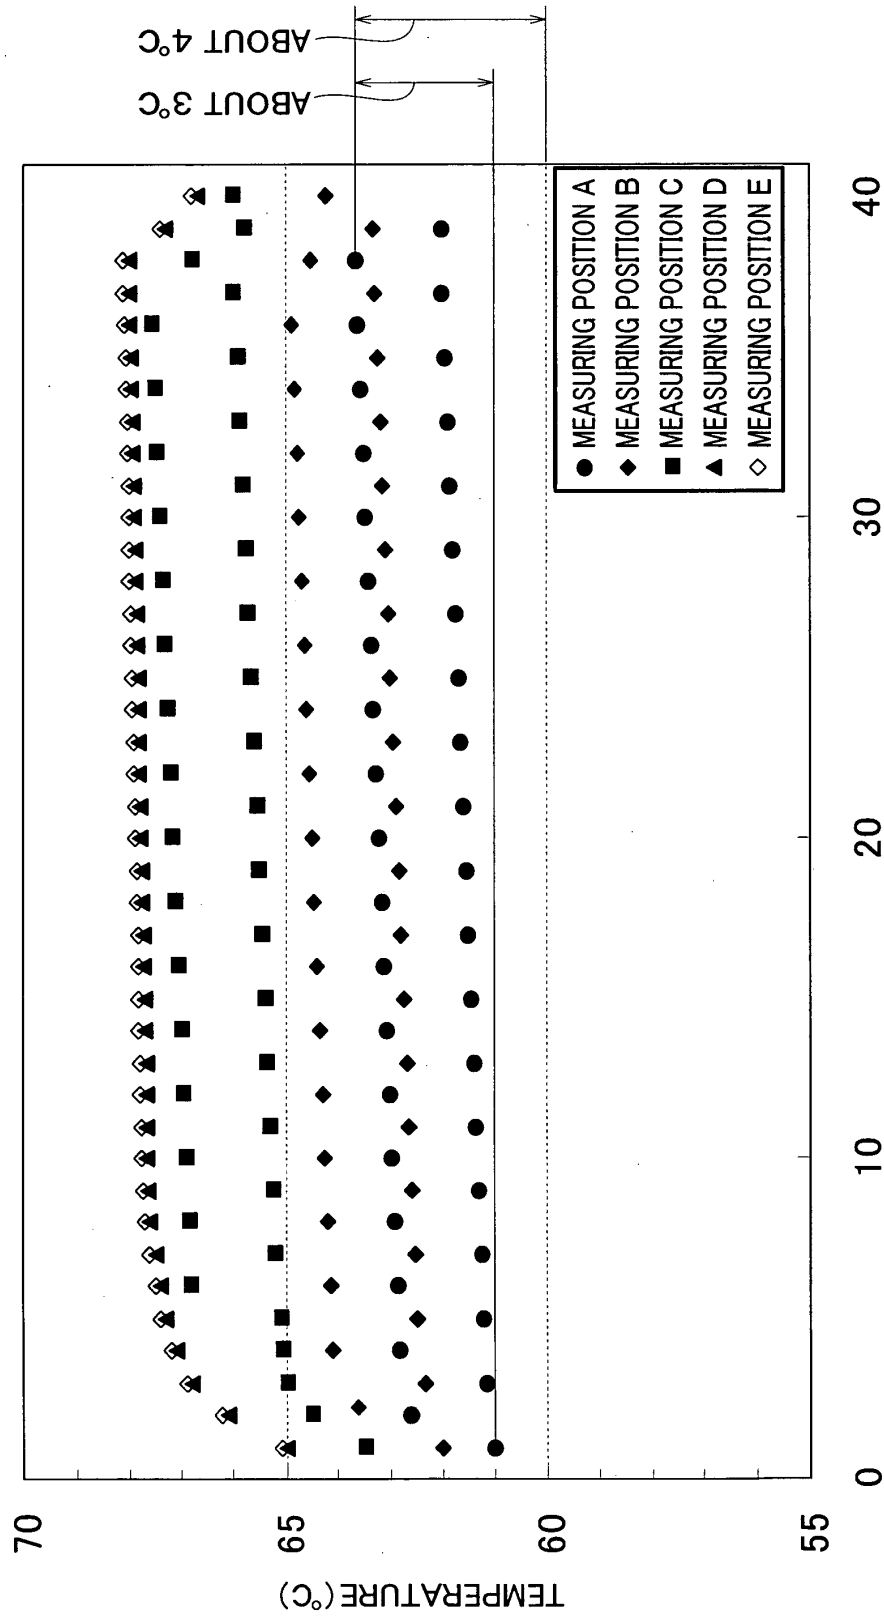 ABOUT 4°C
ABOUT 3°C
TEMPERATURE (°C)
70
65
60
55
0
10
20
30
40
MEASURING POSITION A
MEASURING POSITION B
MEASURING POSITION C
MEASURING POSITION D
MEASURING POSITION E